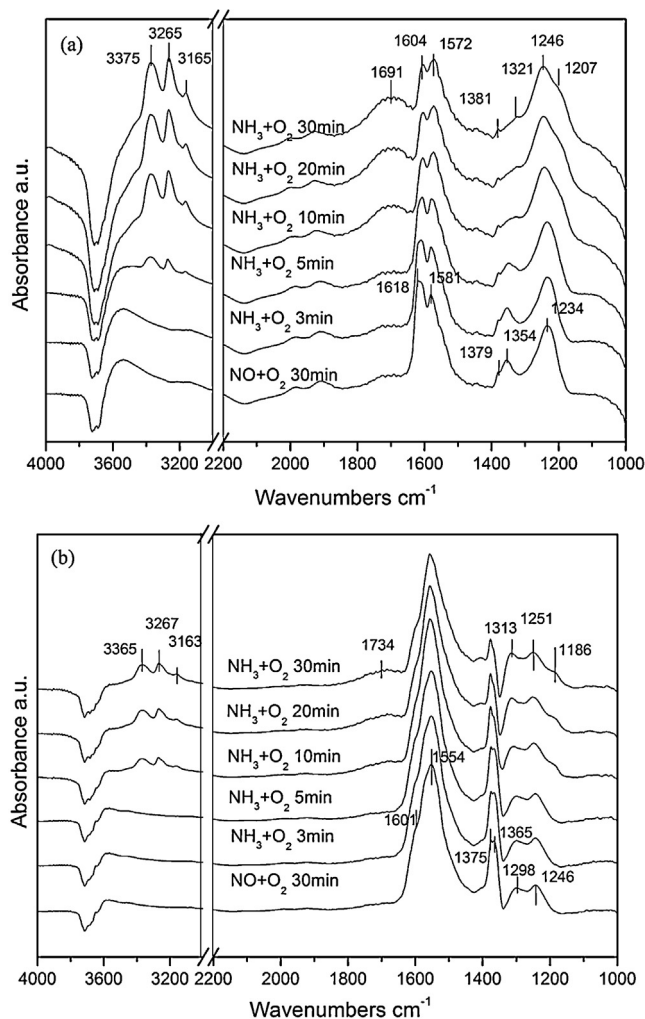 (a)
3265
3375
3165
1604
1572
1246
1691
1381
1321
1207
NH₃+O₂ 30min
NH₃+O₂ 20min
NH₃+O₂ 10min
NH₃+O₂ 5min
1618
1581
NH₃+O₂ 3min
1379
1354
1234
NO+O₂ 30min
Absorbance a.u.
4000 3600 3200 2200 2000 1800 1600 1400 1200 1000
Wavenumbers cm⁻¹
(b)
3365
3267
3163
1734
1313
1251
1186
NH₃+O₂ 30min
NH₃+O₂ 20min
NH₃+O₂ 10min
1554
NH₃+O₂ 5min
1601
NH₃+O₂ 3min
1375
1365
1298
1246
NO+O₂ 30min
Absorbance a.u.
4000 3600 3200 2200 2000 1800 1600 1400 1200 1000
Wavenumbers cm⁻¹